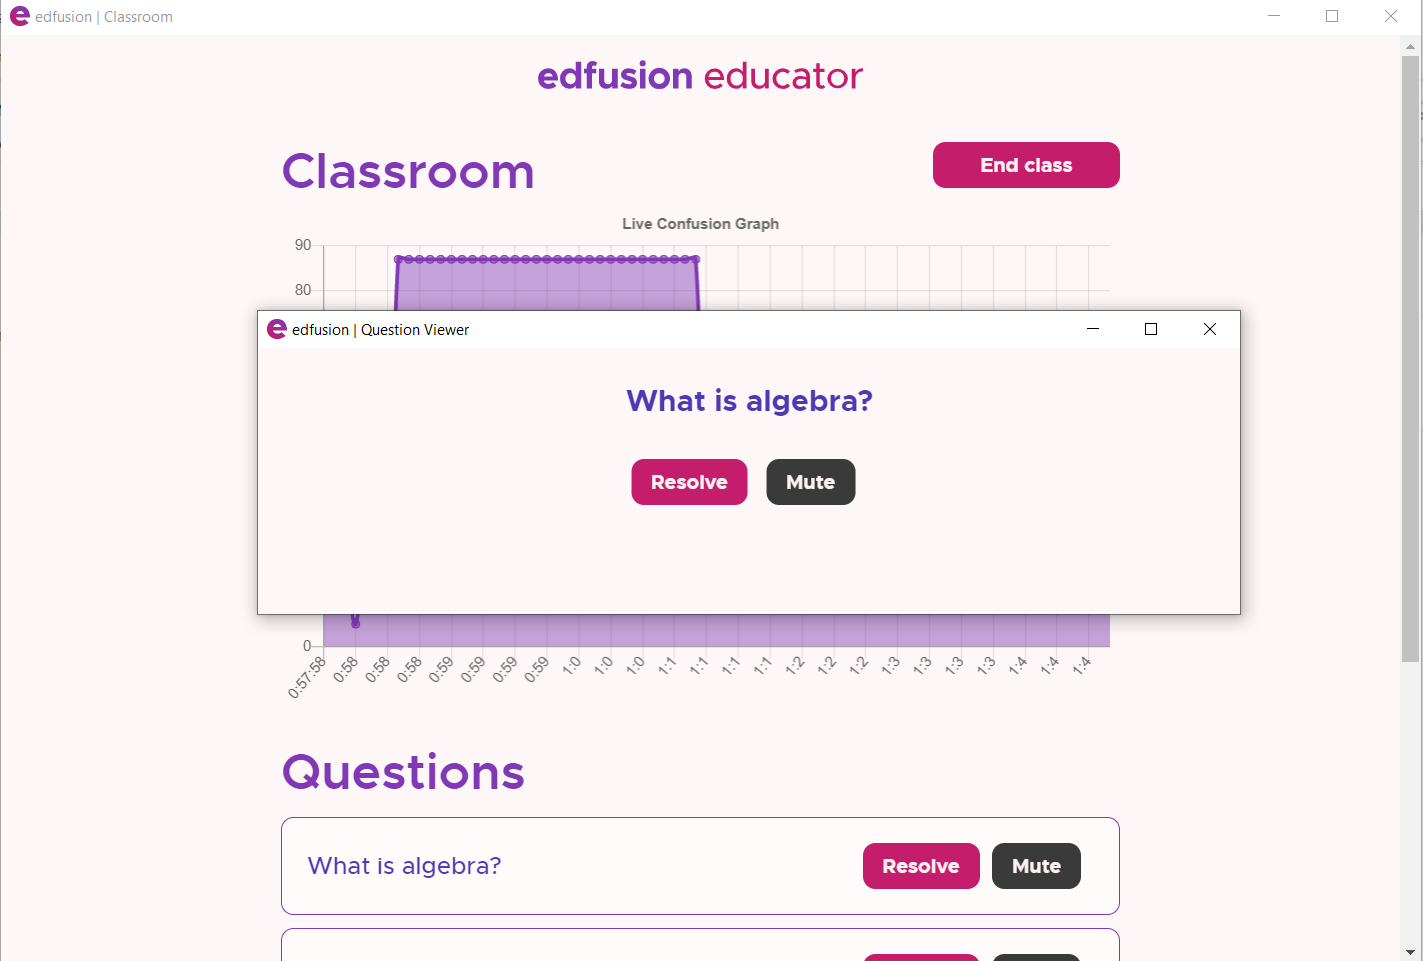 edfusion | Classroom
edfusion educator
Classroom
End class
Live Confusion Graph
90
80
edfusion | Question Viewer
What is algebra?
Resolve Mute
0
0:57:58 0:58 0:58 0:58 0:59 0:59 0:59 0:59 1:0 1:0 1:0 1:1 1:1 1:1 1:1 1:2 1:2 1:2 1:3 1:3 1:3 1:3 1:4 1:4 1:4
Questions
What is algebra? Resolve Mute